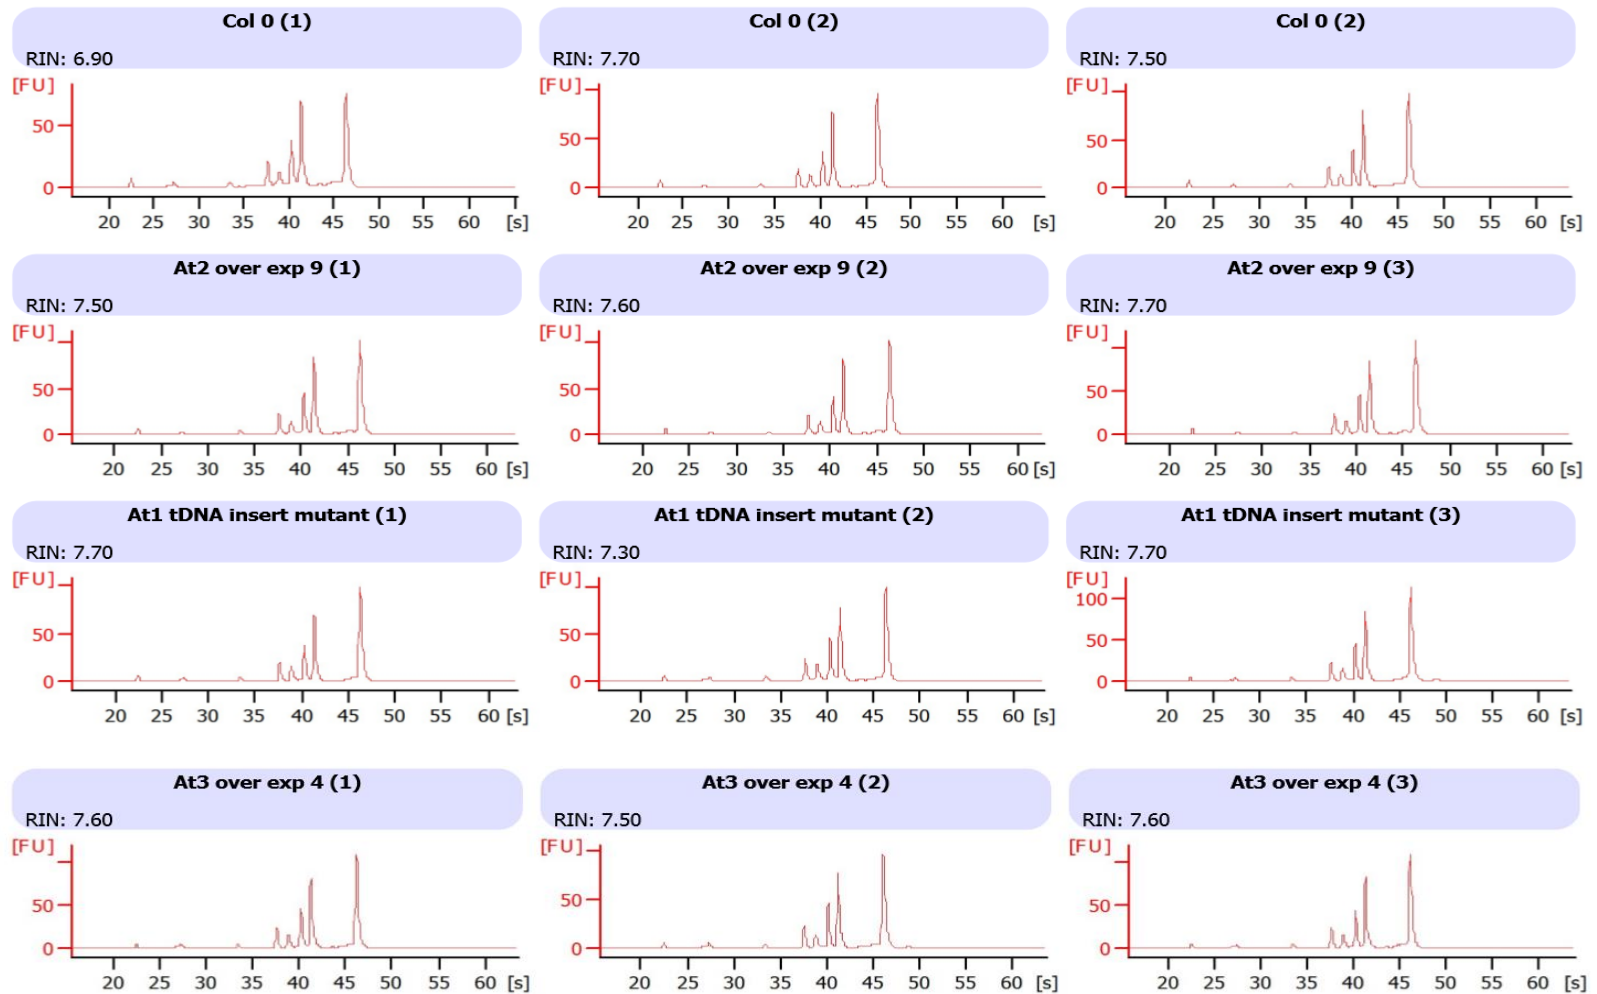 Col 0 (1) Col 0 (2) Col 0 (2)
RIN: 6.90 RIN: 7.70 RIN: 7.50
[FU] [FU] [FU]
50 50 50
0 0 0
20 25 30 35 40 45 50 55 60 65 [s] 20 25 30 35 40 45 50 55 60 [s] 20 25 30 35 40 45 50 55 60 [s]
At2 over exp 9 (1) At2 over exp 9 (2) At2 over exp 9 (3)
RIN: 7.50 RIN: 7.60 RIN: 7.70
[FU] [FU] [FU]
50 50 50
0 0 0
20 25 30 35 40 45 50 55 60 [s] 20 25 30 35 40 45 50 55 60 [s] 20 25 30 35 40 45 50 55 60 [s]
At1 tDNA insert mutant (1) At1 tDNA insert mutant (2) At1 tDNA insert mutant (3)
RIN: 7.70 RIN: 7.30 RIN: 7.70
[FU] [FU] [FU]
100
50 50 50
0 0 0
20 25 30 35 40 45 50 55 60 [s] 20 25 30 35 40 45 50 55 60 [s] 20 25 30 35 40 45 50 55 60 [s]
At3 over exp 4 (1) At3 over exp 4 (2) At3 over exp 4 (3)
RIN: 7.60 RIN: 7.50 RIN: 7.60
[FU] [FU] [FU]
50 50 50
0 0 0
20 25 30 35 40 45 50 55 60 [s] 20 25 30 35 40 45 50 55 60 [s] 20 25 30 35 40 45 50 55 60 [s]